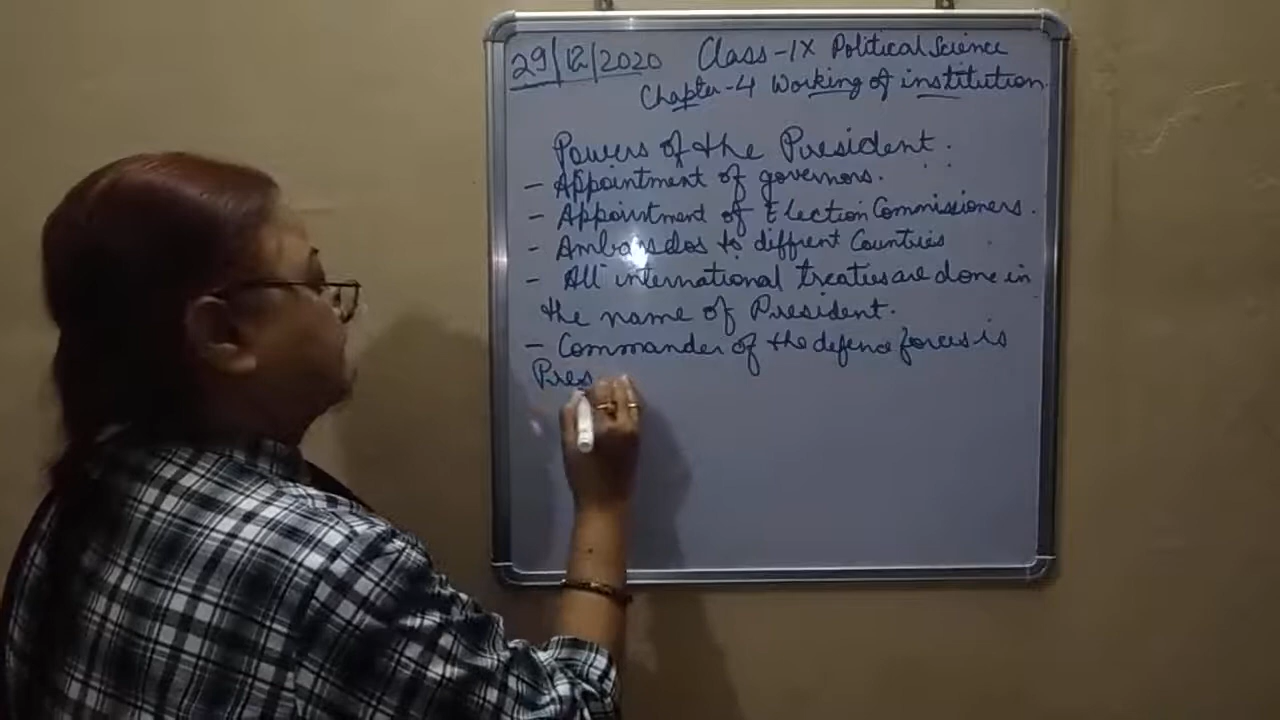 29/12/2020 Class-IX Political Science
Chapter-4 Working of institution
Powers of the President.
- Appointment of governors.
- Appointment of Election Commissioners.
- Ambassdos to diffrent Countries
- All international treaties are done in
the name of President.
- Commander of the defence forces is
Pres